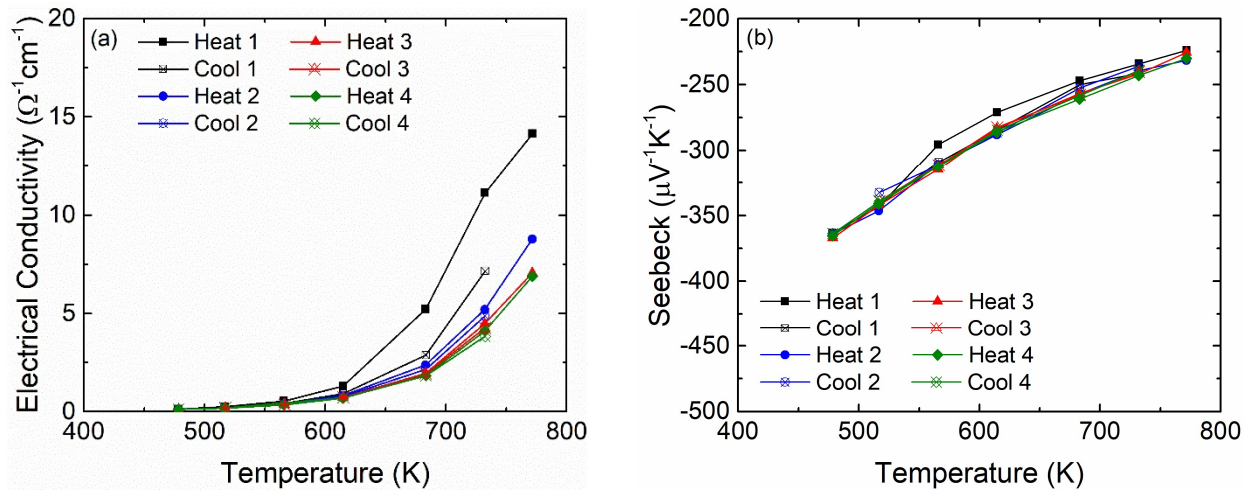 (a)
Heat 1
Cool 1
Heat 2
Cool 2
Heat 3
Cool 3
Heat 4
Cool 4
Electrical Conductivity (Ω⁻¹cm⁻¹)
20
15
10
5
0
400 500 600 700 800
Temperature (K)
(b)
Seebeck (μV⁻¹K⁻¹)
-200
-250
-300
-350
-400
-450
-500
Heat 1
Cool 1
Heat 2
Cool 2
Heat 3
Cool 3
Heat 4
Cool 4
400 500 600 700 800
Temperature (K)